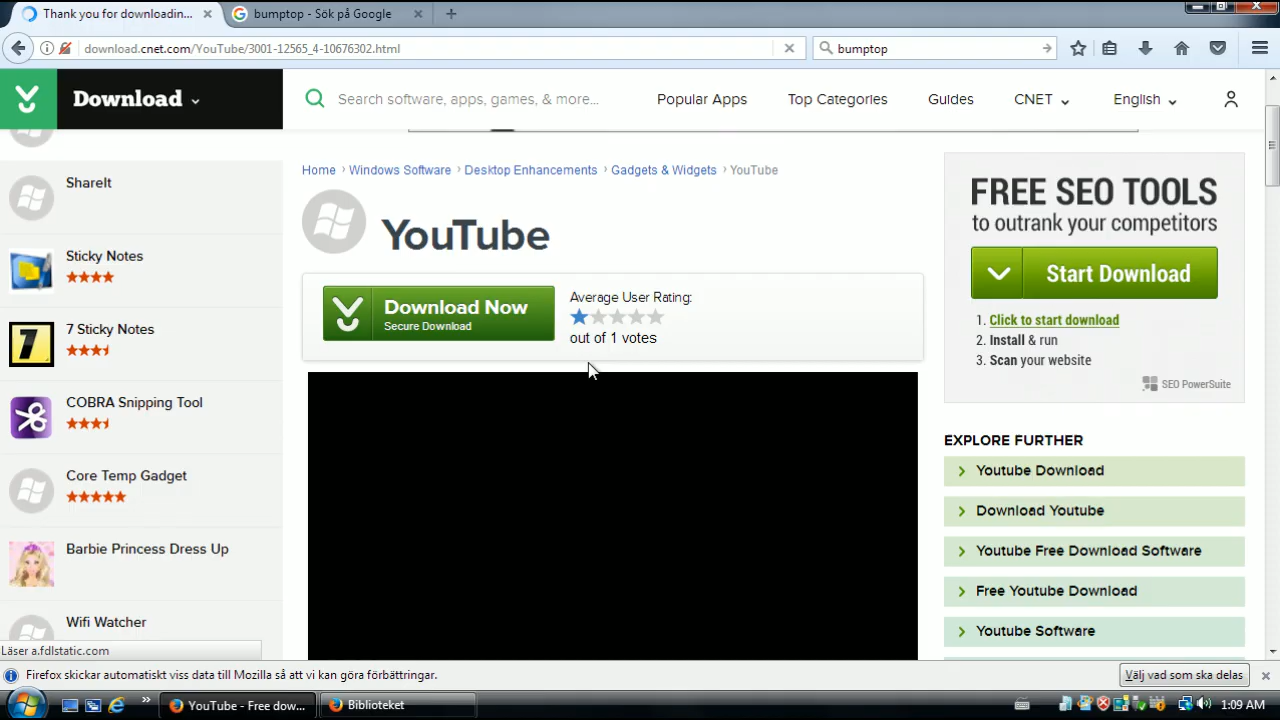 Thank you for downloadin...
bumptop - Sök på Google
download.cnet.com/YouTube/3001-12565_4-10676302.html
bumptop
Download
Search software, apps, games, & more...
Popular Apps
Top Categories
Guides
CNET
English
ShareIt
Sticky Notes
7 Sticky Notes
7
COBRA Snipping Tool
Core Temp Gadget
Barbie Princess Dress Up
Wifi Watcher
Läser a.fdlstatic.com
Home › Windows Software › Desktop Enhancements › Gadgets & Widgets › YouTube
YouTube
Download Now
Secure Download
Average User Rating:
out of 1 votes
FREE SEO TOOLS
to outrank your competitors
Start Download
1. Click to start download
2. Install & run
3. Scan your website
SEO PowerSuite
EXPLORE FURTHER
Youtube Download
Download Youtube
Youtube Free Download Software
Free Youtube Download
Youtube Software
Firefox skickar automatiskt viss data till Mozilla så att vi kan göra förbättringar.
Välj vad som ska delas
YouTube - Free dow...
Biblioteket
1:09 AM